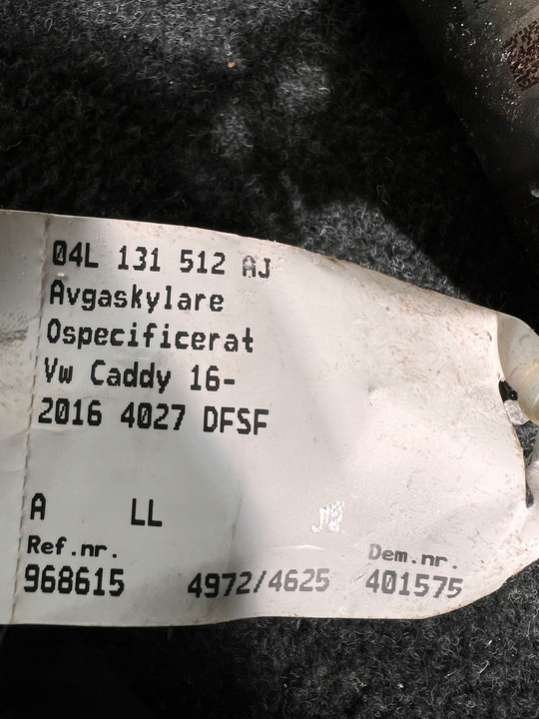 04L 131 512 AJ
Avgaskylare
Ospecificerat
Vw Caddy 16-
2016 4027 DFSF
A LL
Ref.nr. Dem.nr.
968615 4972/4625 401575